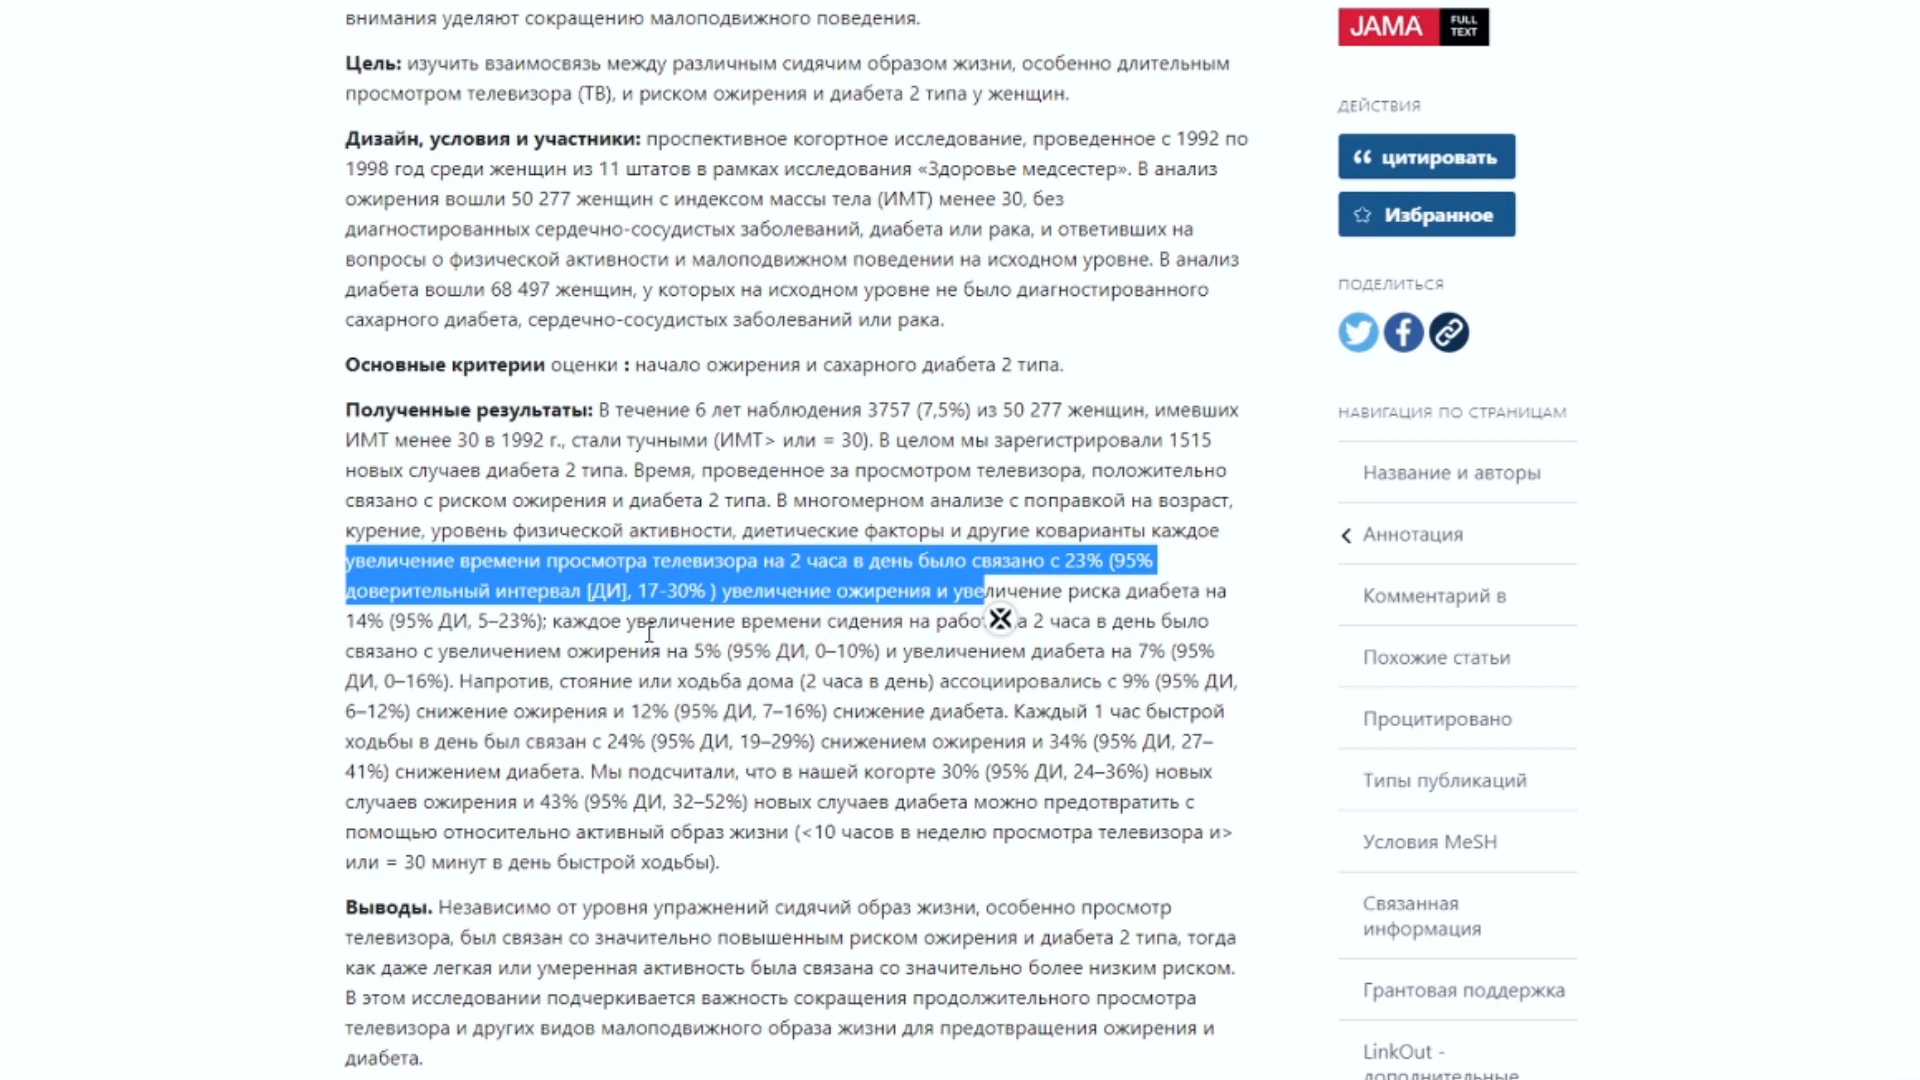 внимания уделяют сокращению малоподвижного поведения.
Цель: изучить взаимосвязь между различным сидячим образом жизни, особенно длительным
просмотром телевизора (ТВ), и риском ожирения и диабета 2 типа у женщин.
Дизайн, условия и участники: проспективное когортное исследование, проведенное с 1992 по
1998 год среди женщин из 11 штатов в рамках исследования «Здоровье медсестер». В анализ
ожирения вошли 50 277 женщин с индексом массы тела (ИМТ) менее 30, без
диагностированных сердечно-сосудистых заболеваний, диабета или рака, и ответивших на
вопросы о физической активности и малоподвижном поведении на исходном уровне. В анализ
диабета вошли 68 497 женщин, у которых на исходном уровне не было диагностированного
сахарного диабета, сердечно-сосудистых заболеваний или рака.
Основные критерии оценки : начало ожирения и сахарного диабета 2 типа.
Полученные результаты: В течение 6 лет наблюдения 3757 (7,5%) из 50 277 женщин, имевших
ИМТ менее 30 в 1992 г., стали тучными (ИМТ> или = 30). В целом мы зарегистрировали 1515
новых случаев диабета 2 типа. Время, проведенное за просмотром телевизора, положительно
связано с риском ожирения и диабета 2 типа. В многомерном анализе с поправкой на возраст,
курение, уровень физической активности, диетические факторы и другие коварианты каждое
увеличение времени просмотра телевизора на 2 часа в день было связано с 23% (95%
доверительный интервал [ДИ], 17-30% ) увеличение ожирения и увеличение риска диабета на
14% (95% ДИ, 5–23%); каждое увеличение времени сидения на рабо а 2 часа в день было
связано с увеличением ожирения на 5% (95% ДИ, 0–10%) и увеличением диабета на 7% (95%
ДИ, 0–16%). Напротив, стояние или ходьба дома (2 часа в день) ассоциировались с 9% (95% ДИ,
6–12%) снижение ожирения и 12% (95% ДИ, 7–16%) снижение диабета. Каждый 1 час быстрой
ходьбы в день был связан с 24% (95% ДИ, 19–29%) снижением ожирения и 34% (95% ДИ, 27–
41%) снижением диабета. Мы подсчитали, что в нашей когорте 30% (95% ДИ, 24–36%) новых
случаев ожирения и 43% (95% ДИ, 32–52%) новых случаев диабета можно предотвратить с
помощью относительно активный образ жизни (<10 часов в неделю просмотра телевизора и>
или = 30 минут в день быстрой ходьбы).
Выводы. Независимо от уровня упражнений сидячий образ жизни, особенно просмотр
телевизора, был связан со значительно повышенным риском ожирения и диабета 2 типа, тогда
как даже легкая или умеренная активность была связана со значительно более низким риском.
В этом исследовании подчеркивается важность сокращения продолжительного просмотра
телевизора и других видов малоподвижного образа жизни для предотвращения ожирения и
диабета.
JAMA FULL
TEXT
ДЕЙСТВИЯ
цитировать
Избранное
ПОДЕЛИТЬСЯ
НАВИГАЦИЯ ПО СТРАНИЦАМ
Название и авторы
Аннотация
Комментарий в
Похожие статьи
Процитировано
Типы публикаций
Условия MeSH
Связанная
информация
Грантовая поддержка
LinkOut -
дополнительные